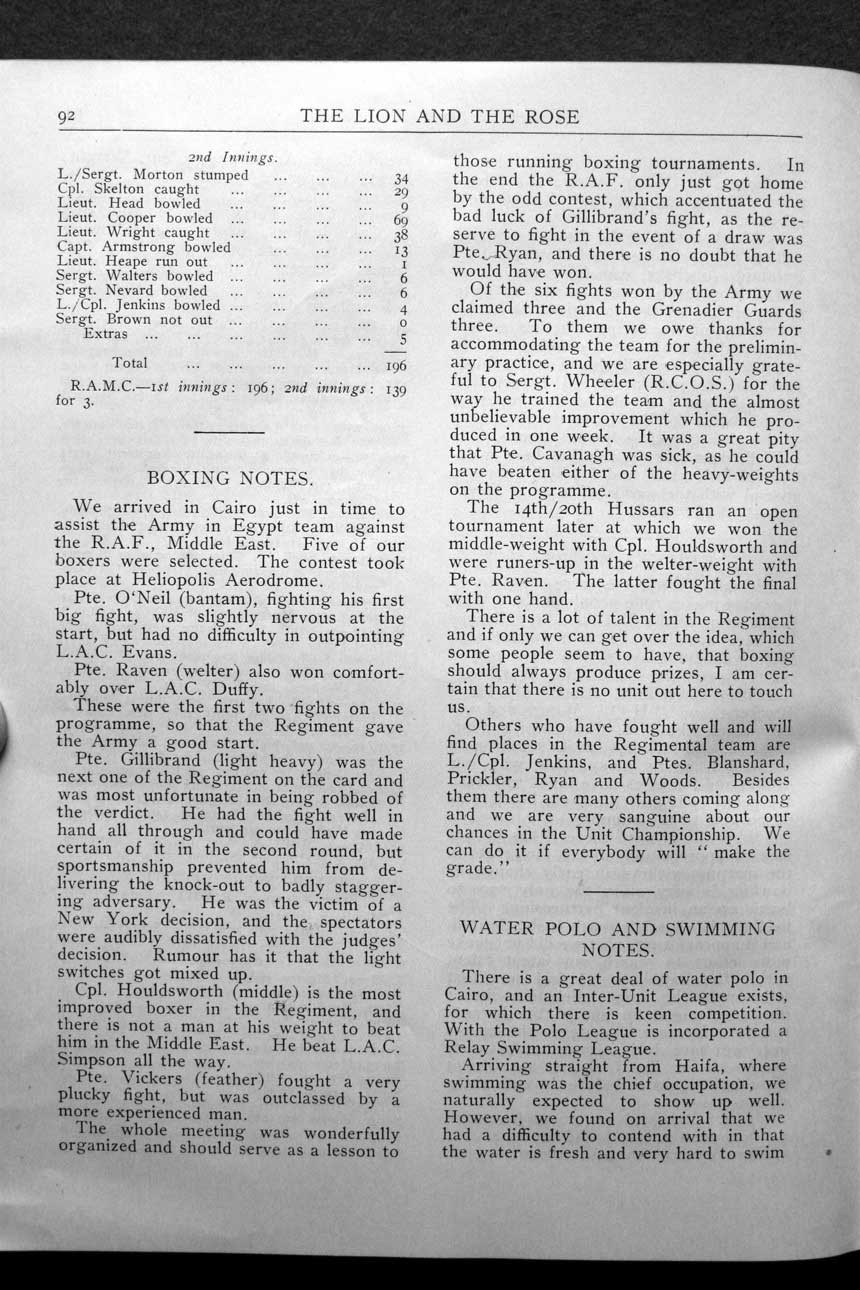 92 THE LION AND THE ROSE
2nd Innings.
L./Sergt. Morton stumped ... ... ... 34
Cpl. Skelton caught ... ... ... ... 29
Lieut. Head bowled ... ... ... ... 9
Lieut. Cooper bowled ... ... ... ... 69
Lieut. Wright caught ... ... ... ... 38
Capt. Armstrong bowled ... ... ... 13
Lieut. Heape run out ... ... ... ... 1
Sergt. Walters bowled ... ... ... ... 6
Sergt. Nevard bowled ... ... ... ... 6
L./Cpl. Jenkins bowled ... ... ... ... 4
Sergt. Brown not out ... ... ... ... 0
Extras ... ... ... ... ... ... 5
Total ... ... ... ... ... 196
R.A.M.C.—1st innings: 196; 2nd innings: 139
for 3.
BOXING NOTES.
We arrived in Cairo just in time to
assist the Army in Egypt team against
the R.A.F., Middle East. Five of our
boxers were selected. The contest took
place at Heliopolis Aerodrome.
Pte. O‘Neil (bantam), fighting his first
big fight, was slightly nervous at the
start, but had no difficulty in outpointing
L.A.C. Evans.
Pte. Raven (welter) also won comfort-
ably over L.A.C. Duffy.
These were the first two fights on the
programme, so that the Regiment gave
the Army a good start.
Pte. Gillibrand (light heavy) was the
next one of the Regiment on the card and
was most unfortunate in being robbed of
the verdict. He had the fight well in
hand all through and could have made
certain of it in the second round, but
sportsmanship prevented him from de-
livering the knock-out to badly stagger-
ing adversary. He was the victim of a
New York decision, and the spectators
were audibly dissatisfied with the judges’
decision. Rumour has it that the light
switches got mixed up.
Cpl. Houldsworth (middle) is the most
improved boxer in the Regiment, and
there is not a man at his weight to beat
him in the Middle East. He beat L.A.C.
Simpson all the way.
Pte. Vickers (feather) fought a very
plucky fight, but was outclassed by a
more experienced man.
The whole meeting was wonderfully
organized and should serve as a lesson to
those running boxing tournaments. In
the end the R.A.F. only just got home
by the odd contest, which accentuated the
bad luck of Gillibrand’s fight, as the re-
serve to fight in the event of a draw was
Pte. Ryan, and there is no doubt that he
would have won.
Of the six fights won by the Army we
claimed three and the Grenadier Guards
three. To them we owe thanks for
accommodating the team for the prelimin-
ary practice, and we are especially grate-
ful to Sergt. Wheeler (R.C.O.S.) for the
way he trained the team and the almost
unbelievable improvement which he pro-
duced in one week. It was a great pity
that Pte. Cavanagh was sick, as he could
have beaten either of the heavy-weights
on the programme.
The 14th/20th Hussars ran an open
tournament later at which we won the
middle-weight with Cpl. Houldsworth and
were runers-up in the welter-weight with
Pte. Raven. The latter fought the final
with one hand.
There is a lot of talent in the Regiment
and if only we can get over the idea, which
some people seem to have, that boxing
should always produce prizes, I am cer-
tain that there is no unit out here to touch
us.
Others who have fought well and will
find places in the Regimental team are
L./Cpl. Jenkins, and Ptes. Blanshard,
Prickler, Ryan and Woods. Besides
them there are many others coming along
and we are very sanguine about our
chances in the Unit Championship. We
can do it if everybody will “ make the
grade.”
WATER POLO AND SWIMMING
NOTES.
There is a great deal of water polo in
Cairo, and an Inter-Unit League exists,
for which there is keen competition.
With the Polo League is incorporated a
Relay Swimming League.
Arriving straight from Haifa, where
swimming was the chief occupation, we
naturally expected to show up well.
However, we found on arrival that we
had a difficulty to contend with in that
the water is fresh and very hard to swim